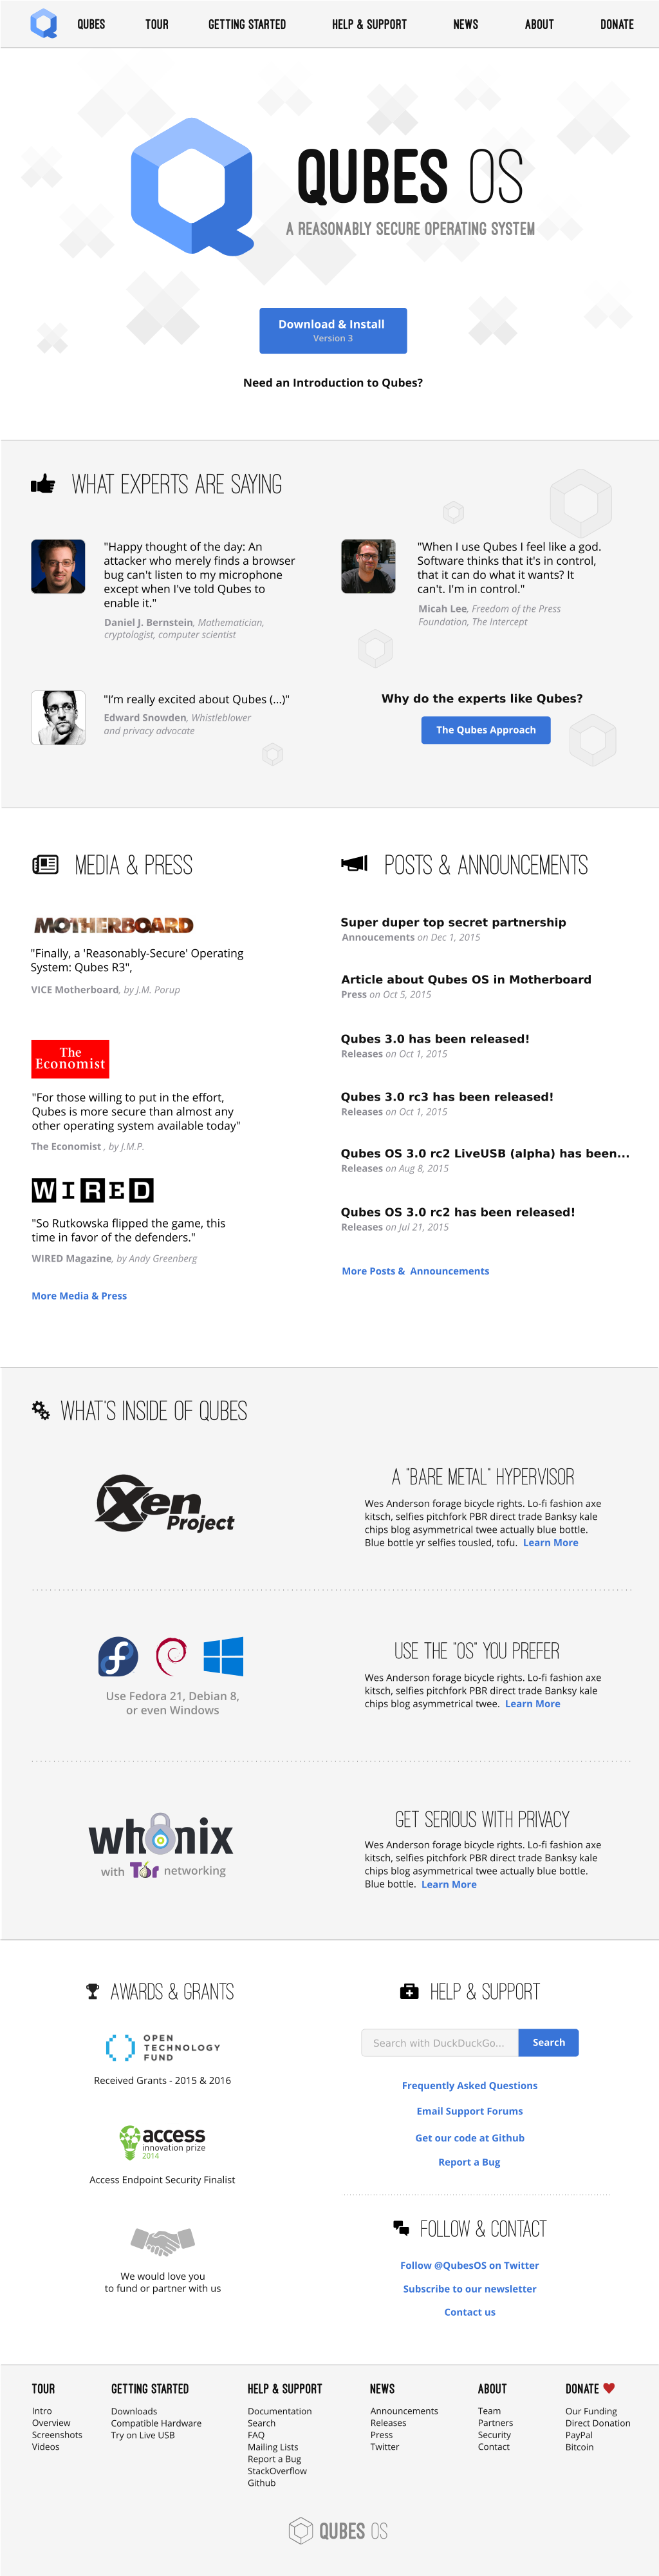 QUBES
TOUR
GETTING STARTED
HELP & SUPPORT
NEWS
ABOUT
DONATE
QUBES OS
A REASONABLY SECURE OPERATING SYSTEM
Download & Install
Version 3
Need an Introduction to Qubes?
WHAT EXPERTS ARE SAYING
"Happy thought of the day: An
attacker who merely finds a browser
bug can't listen to my microphone
except when I've told Qubes to
enable it."
Daniel J. Bernstein, Mathematician,
cryptologist, computer scientist
"When I use Qubes I feel like a god.
Software thinks that it's in control,
that it can do what it wants? It
can't. I'm in control."
Micah Lee, Freedom of the Press
Foundation, The Intercept
"I'm really excited about Qubes (...)"
Edward Snowden, Whistleblower
and privacy advocate
Why do the experts like Qubes?
The Qubes Approach
MEDIA & PRESS
MOTHERBOARD
"Finally, a 'Reasonably-Secure' Operating
System: Qubes R3",
VICE Motherboard, by J.M. Porup
The
Economist
"For those willing to put in the effort,
Qubes is more secure than almost any
other operating system available today"
The Economist , by J.M.P.
WIRED
"So Rutkowska flipped the game, this
time in favor of the defenders."
WIRED Magazine, by Andy Greenberg
More Media & Press
POSTS & ANNOUNCEMENTS
Super duper top secret partnership
Annoucements on Dec 1, 2015
Article about Qubes OS in Motherboard
Press on Oct 5, 2015
Qubes 3.0 has been released!
Releases on Oct 1, 2015
Qubes 3.0 rc3 has been released!
Releases on Oct 1, 2015
Qubes OS 3.0 rc2 LiveUSB (alpha) has been...
Releases on Aug 8, 2015
Qubes OS 3.0 rc2 has been released!
Releases on Jul 21, 2015
More Posts & Announcements
WHAT'S INSIDE OF QUBES
Xen
Project
A "BARE METAL" HYPERVISOR
Wes Anderson forage bicycle rights. Lo-fi fashion axe
kitsch, selfies pitchfork PBR direct trade Banksy kale
chips blog asymmetrical twee actually blue bottle.
Blue bottle yr selfies tousled, tofu. Learn More
Use Fedora 21, Debian 8,
or even Windows
USE THE "OS" YOU PREFER
Wes Anderson forage bicycle rights. Lo-fi fashion axe
kitsch, selfies pitchfork PBR direct trade Banksy kale
chips blog asymmetrical twee. Learn More
whonix
with Tor networking
GET SERIOUS WITH PRIVACY
Wes Anderson forage bicycle rights. Lo-fi fashion axe
kitsch, selfies pitchfork PBR direct trade Banksy kale
chips blog asymmetrical twee actually blue bottle.
Blue bottle. Learn More
AWARDS & GRANTS
OPEN
TECHNOLOGY
FUND
Received Grants - 2015 & 2016
access
innovation prize
2014
Access Endpoint Security Finalist
We would love you
to fund or partner with us
HELP & SUPPORT
Search with DuckDuckGo...
Search
Frequently Asked Questions
Email Support Forums
Get our code at Github
Report a Bug
FOLLOW & CONTACT
Follow @QubesOS on Twitter
Subscribe to our newsletter
Contact us
TOUR
Intro
Overview
Screenshots
Videos
GETTING STARTED
Downloads
Compatible Hardware
Try on Live USB
HELP & SUPPORT
Documentation
Search
FAQ
Mailing Lists
Report a Bug
StackOverflow
Github
NEWS
Announcements
Releases
Press
Twitter
ABOUT
Team
Partners
Security
Contact
DONATE
Our Funding
Direct Donation
PayPal
Bitcoin
QUBES OS